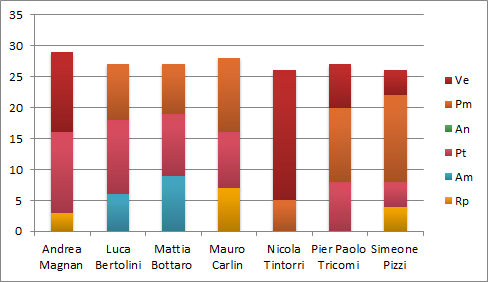 35
30
25
20
15
10
5
0
Andrea Magnan
Luca Bertolini
Mattia Bottaro
Mauro Carlin
Nicola Tintorri
Pier Paolo Tricomi
Simeone Pizzi
Ve
Pm
An
Pt
Am
Rp